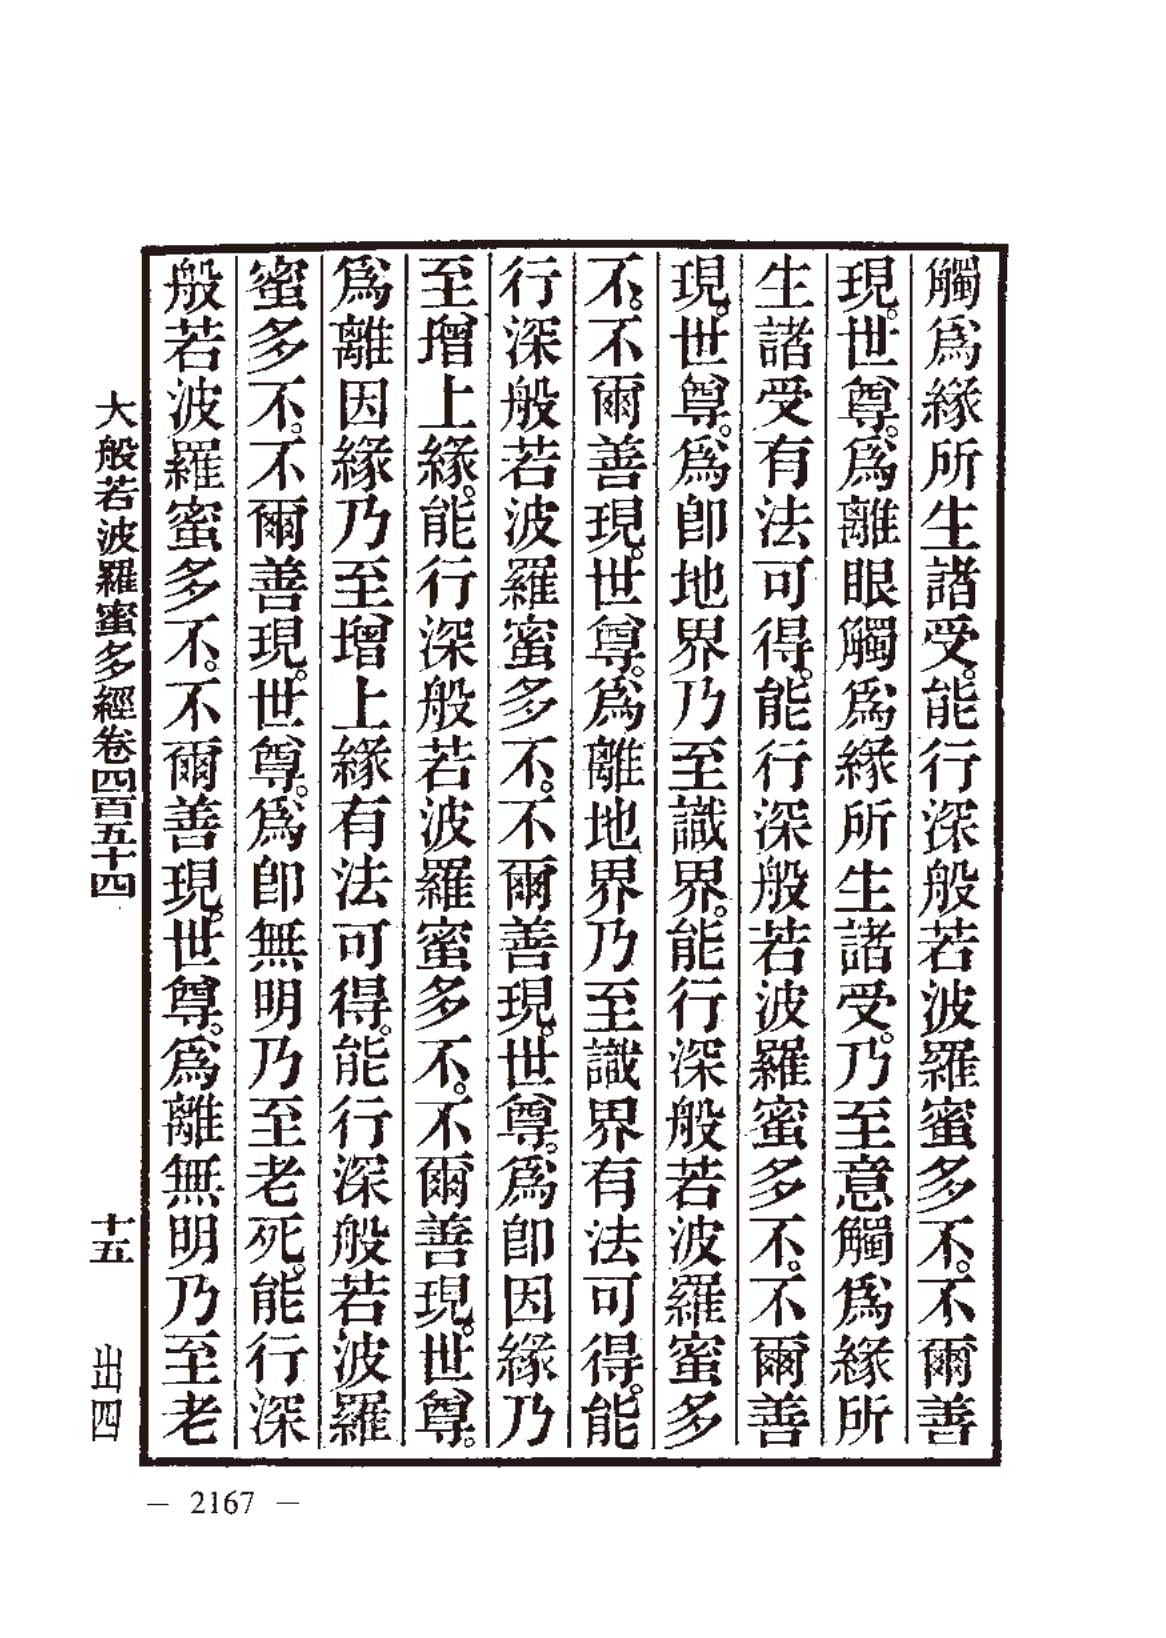 觸爲緣所生諸受。能行深般若波羅蜜多不。不爾善
現。世尊。爲離眼觸爲緣所生諸受。乃至意觸爲緣所
生諸受有法可得。能行深般若波羅蜜多不。不爾善
現。世尊。爲卽地界乃至識界。能行深般若波羅蜜多
不。不爾善現。世尊。爲離地界乃至識界有法可得。能
行深般若波羅蜜多不。不爾善現。世尊。爲卽因緣乃
至增上緣。能行深般若波羅蜜多不。不爾善現。世尊。
爲離因緣乃至增上緣有法可得。能行深般若波羅
蜜多不。不爾善現。世尊。爲卽無明乃至老死。能行深
般若波羅蜜多不。不爾善現。世尊。爲離無明乃至老
大般若波羅蜜多經卷四百五十四 十五 出四
— 2167 —